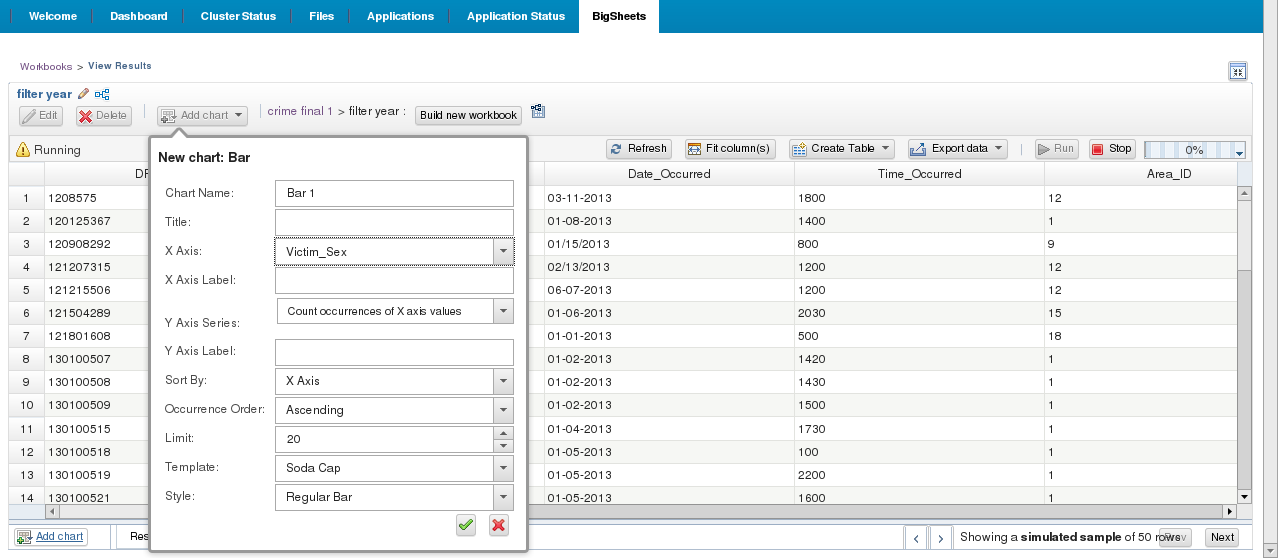 Welcome Dashboard Cluster Status Files Applications Application Status BigSheets
Workbooks > View Results
filter year
Edit Delete Add chart crime final 1 > filter year : Build new workbook
Running Refresh Fit column(s) Create Table Export data Run Stop 0%
Date_Occurred Time_Occurred Area_ID
1 1208575 03-11-2013 1800 12
2 120125367 01-08-2013 1400 1
3 120908292 01/15/2013 800 9
4 121207315 02/13/2013 1200 12
5 121215506 06-07-2013 1200 12
6 121504289 01-06-2013 2030 15
7 121801608 01-01-2013 500 18
8 130100507 01-02-2013 1420 1
9 130100508 01-02-2013 1430 1
10 130100509 01-02-2013 1500 1
11 130100515 01-04-2013 1730 1
12 130100518 01-05-2013 100 1
13 130100519 01-05-2013 2200 1
14 130100521 01-05-2013 1600 1
New chart: Bar
Chart Name: Bar 1
Title:
X Axis: Victim_Sex
X Axis Label:
Y Axis Series: Count occurrences of X axis values
Y Axis Label:
Sort By: X Axis
Occurrence Order: Ascending
Limit: 20
Template: Soda Cap
Style: Regular Bar
Add chart Res < > Showing a simulated sample of 50 rows Next